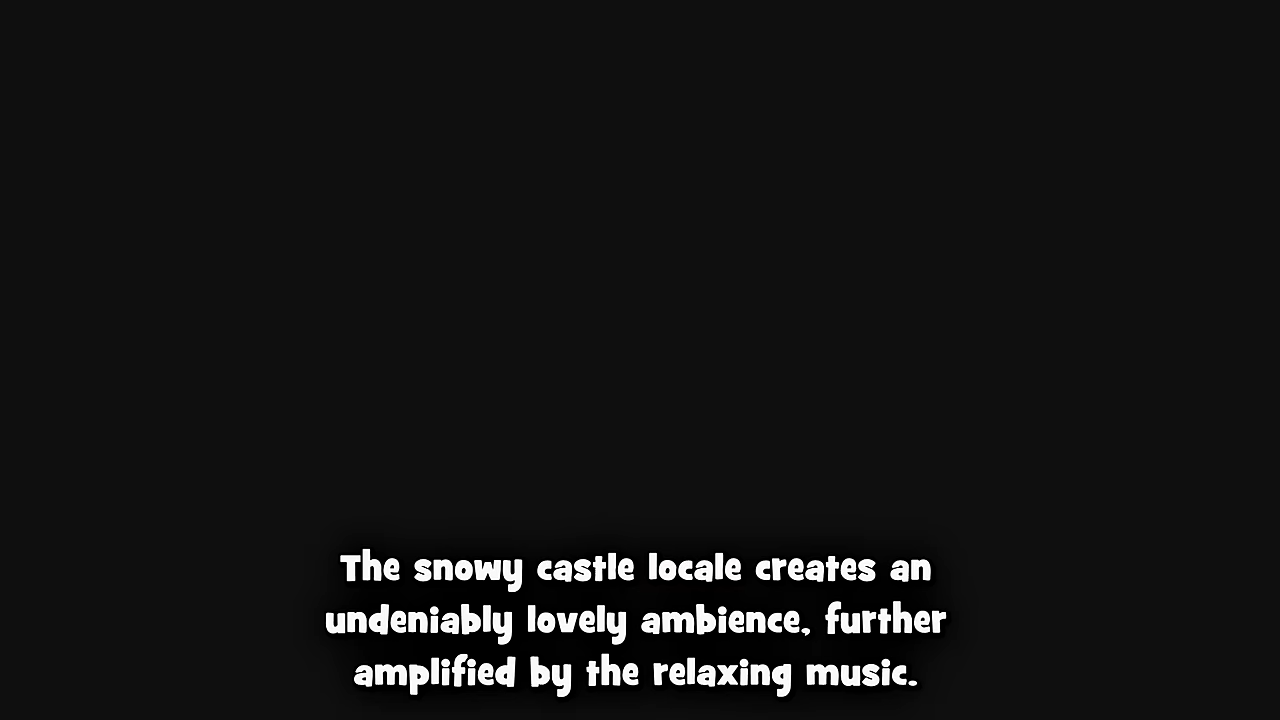 The snowy castle locale creates an
undeniably lovely ambience, further
amplified by the relaxing music.